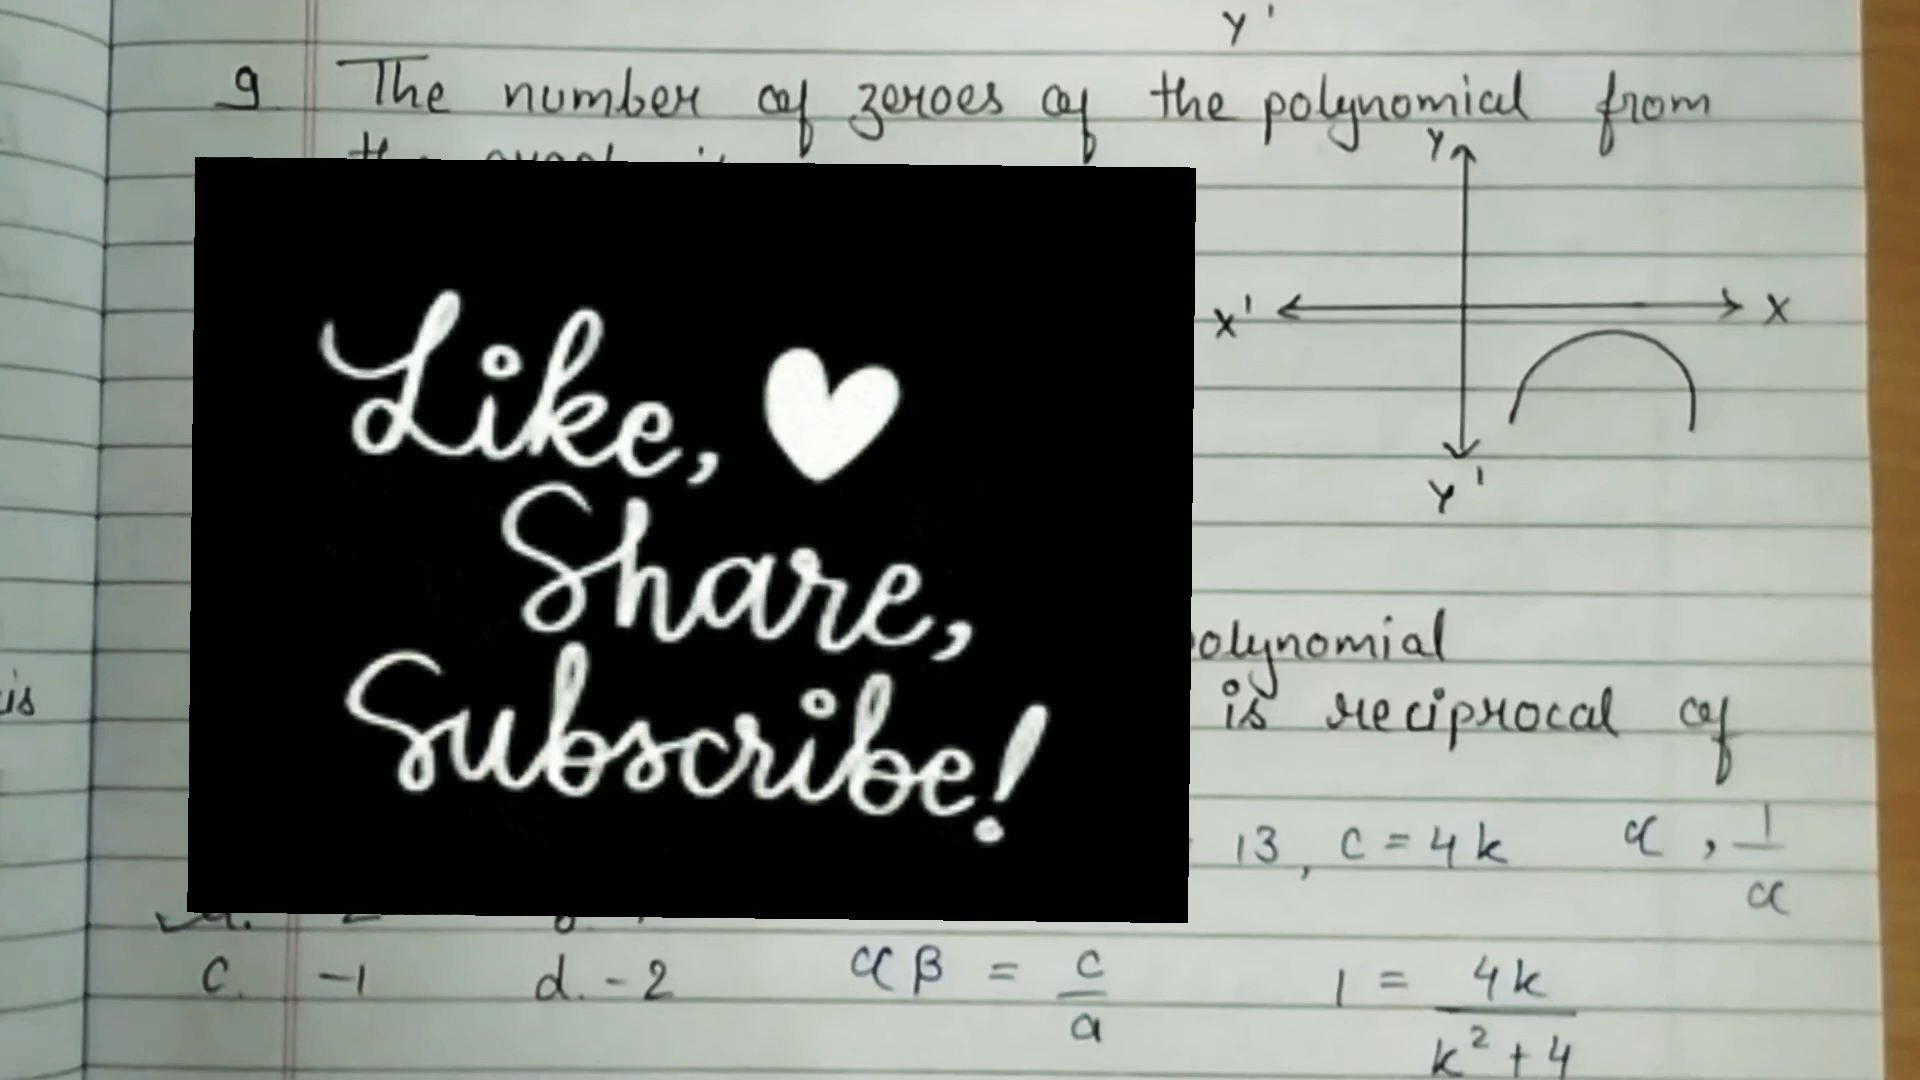 Y'
9 The number of zeroes of the polynomial from
Y
X' X
Y'
Like,
Share,
Subscribe!
olynomial
is reciprocal of
is
13, c = 4k α, 1/α
c. -1 d. -2 αβ = c/a 1 = 4k/k²+4